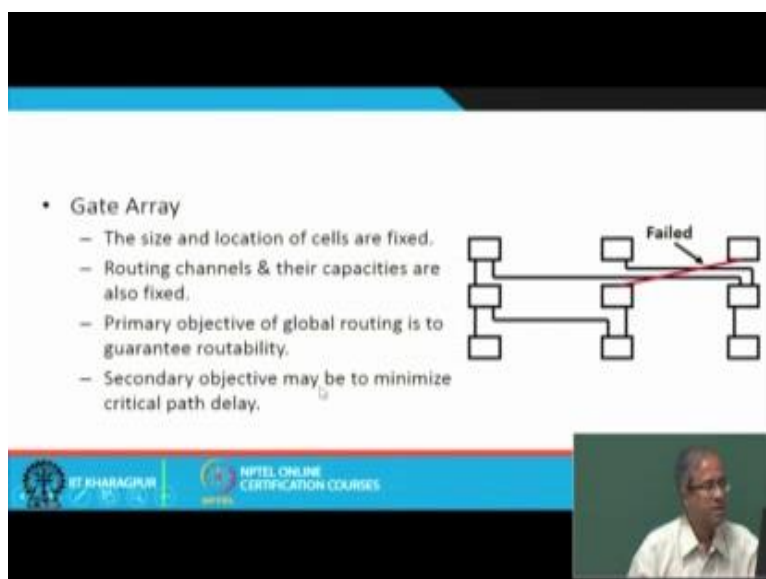 • Gate Array
– The size and location of cells are fixed.
– Routing channels & their capacities are
also fixed.
– Primary objective of global routing is to
guarantee routability.
– Secondary objective may be to minimize
critical path delay.
Failed
IIT KHARAGPUR
NPTEL ONLINE
CERTIFICATION COURSES
NPTEL